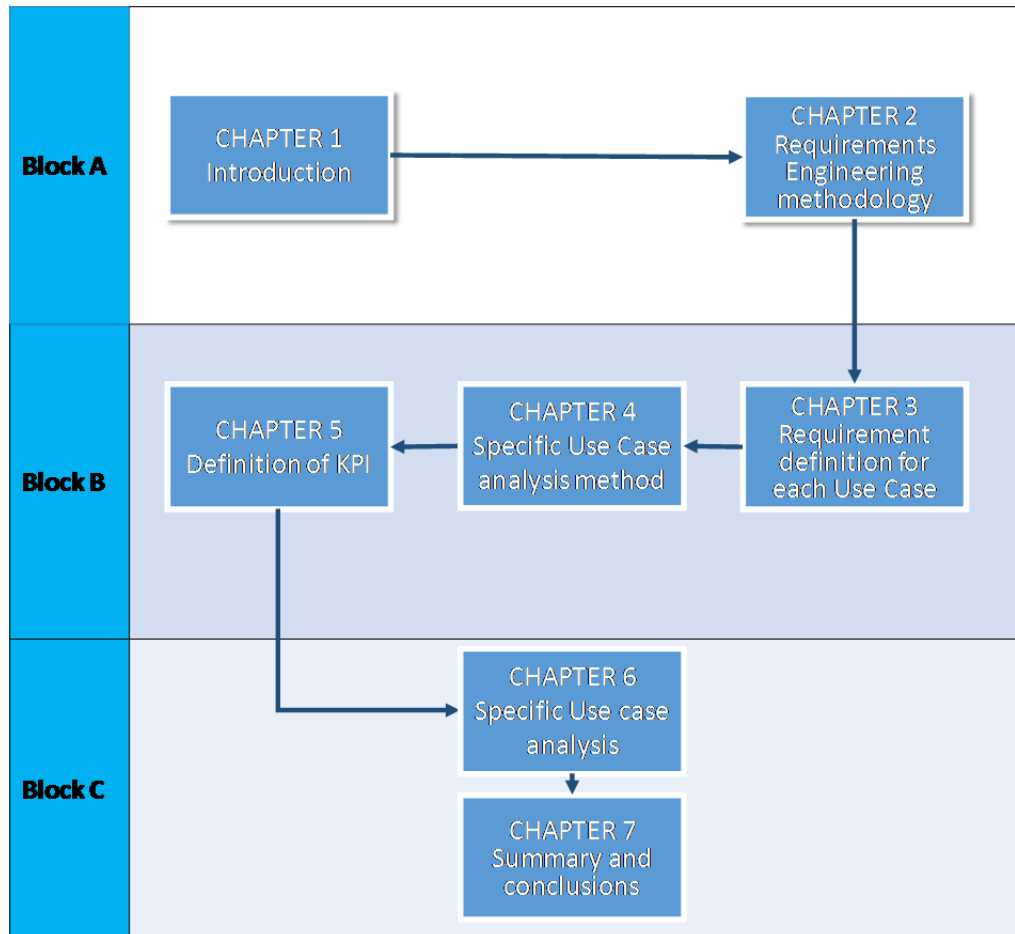 Block A
CHAPTER 1
Introduction
CHAPTER 2
Requirements
Engineering
methodology
Block B
CHAPTER 5
Definition of KPI
CHAPTER 4
Specific Use Case
analysis method
CHAPTER 3
Requirement
definition for
each Use Case
Block C
CHAPTER 6
Specific Use case
analysis
CHAPTER 7
Summary and
conclusions